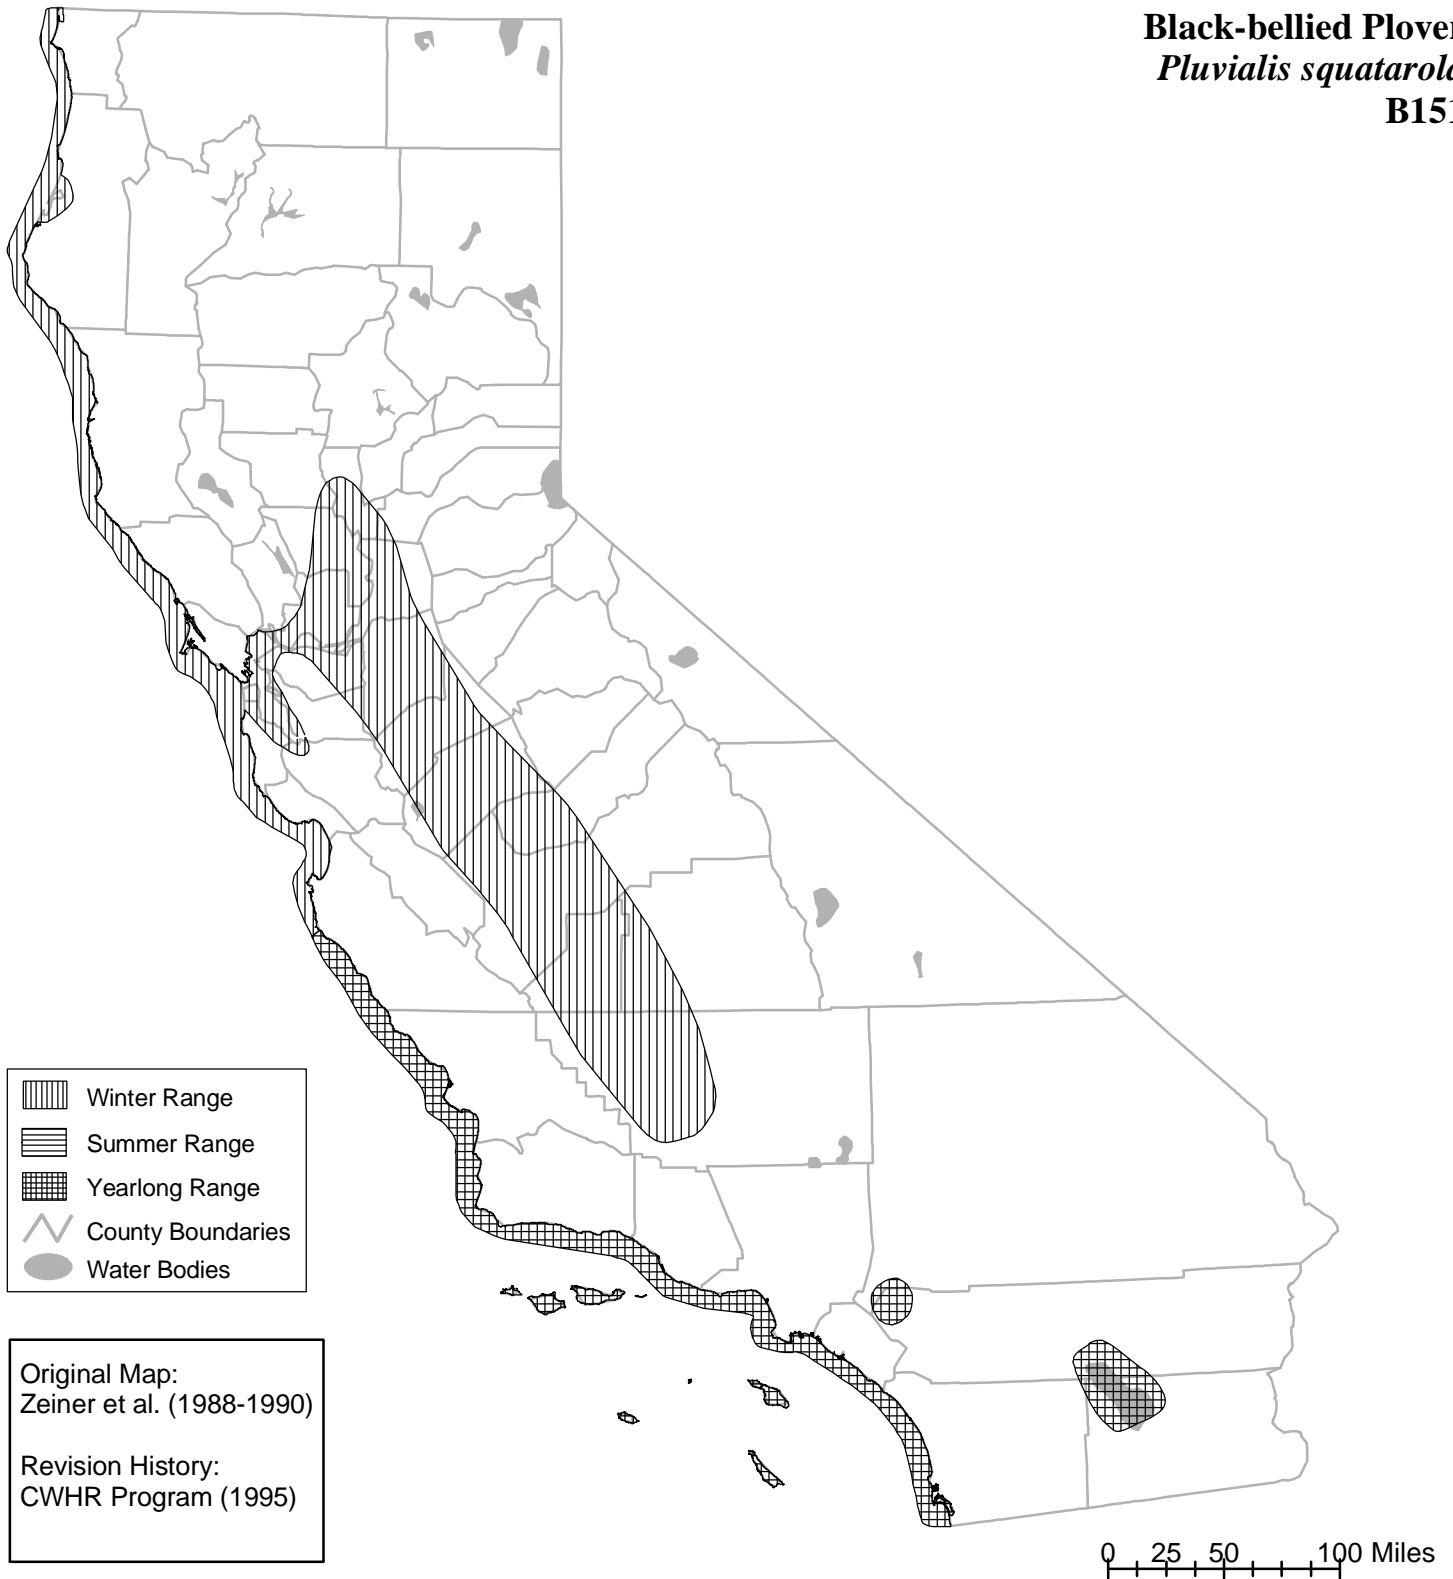 Black-bellied Plover
Pluvialis squatarola
B151
Winter Range
Summer Range
Yearlong Range
County Boundaries
Water Bodies
Original Map:
Zeiner et al. (1988-1990)
Revision History:
CWHR Program (1995)
0 25 50 100 Miles